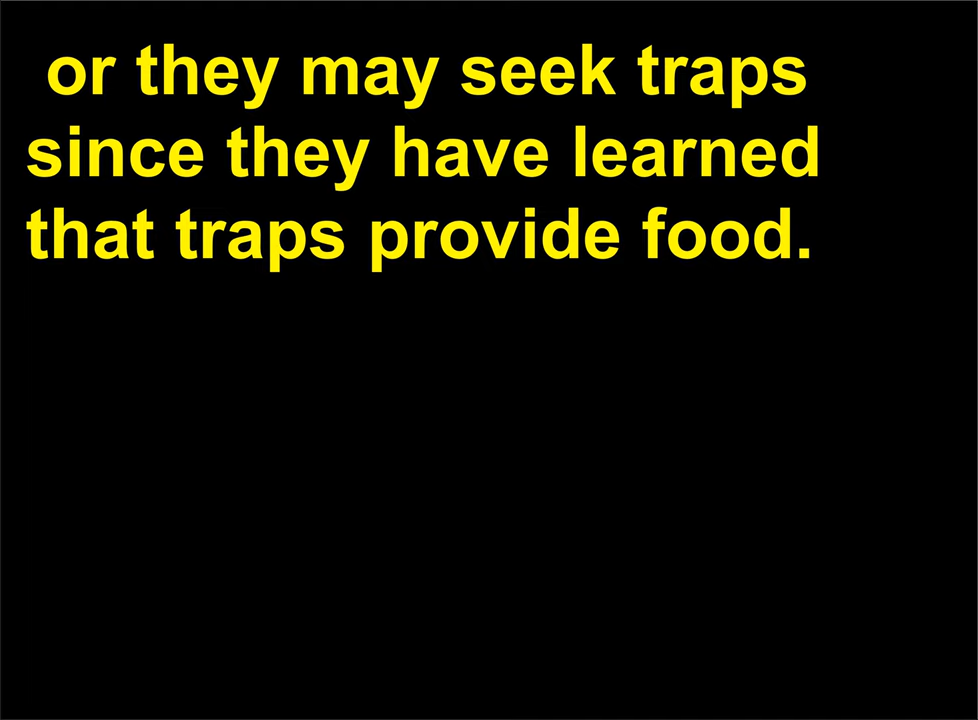 or they may seek traps
since they have learned
that traps provide food.